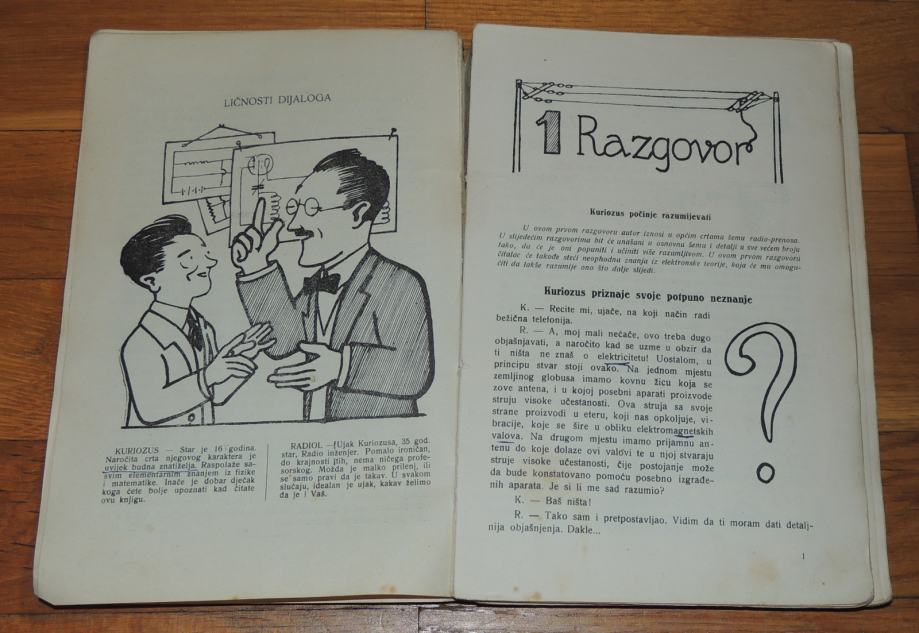 LIČNOSTI DIJALOGA
KURIOZUS — Star je 16 godina.
Naročita crta njegovog karaktera je
uvijek budna znatiželja. Raspolaže sa-
svim elementarnim znanjem iz fizike
i matematike. Inače je dobar dječak
koga ćete bolje upoznati kad čitate
ovu knjigu.
RADIOL — Ujak Kuriozusa, 35 god.
star, Radio inženjer. Pomalo ironičan,
do krajnosti jtih, nema ničega profe-
sorskog. Možda je malko prilenj, ili
se samo pravi da je takav. U svakom
slučaju, idealan je ujak, kakav želimo
da je i Vaš.
1 Razgovor
Kuriozus počinje razumijevati
U ovom prvom razgovoru autor iznosi u općim crtama šemu radio-prenosa.
U slijedećim razgovorima bit će unašani u osnovnu šemu i detalji u sve većem broju
tako, da će je oni popuniti i učiniti više razumljivom. U ovom prvom razgovoru
čitalac će takođe steći neophodna znanja iz elektronske teorije, koja će mu omogu-
ćiti da lakše razumije ono što dalje slijedi.
Kuriozus priznaje svoje potpuno neznanje
K. — Recite mi, ujače, na koji način radi
bežična telefonija.
R. — A, moj mali nečače, ovo treba dugo
objašnjavati, a naročito kad se uzme u obzir da
ti ništa ne znaš o elektricitetu! Uostalom, u
principu stvar stoji ovako. Na jednom mjestu
zemljinog globusa imamo kovnu žicu koja se
zove antena, i u kojoj posebni aparati proizvode
struju visoke učestanosti. Ova struja sa svoje
strane proizvodi u eteru, koji nas opkoljuje, vi-
bracije, koje se šire u obliku elektromagnetskih
valova. Na drugom mjestu imamo prijamnu an-
tenu do koje dolaze ovi valovi te u njoj stvaraju
struje visoke učestanosti, čije postojanje može
da bude konstatovano pomoću posebno izgrađe-
nih aparata. Je si li me sad razumio?
?
K. — Baš ništa!
R. — Tako sam i pretpostavljao. Vidim da ti moram dati detalj-
nija objašnjenja. Dakle...
1